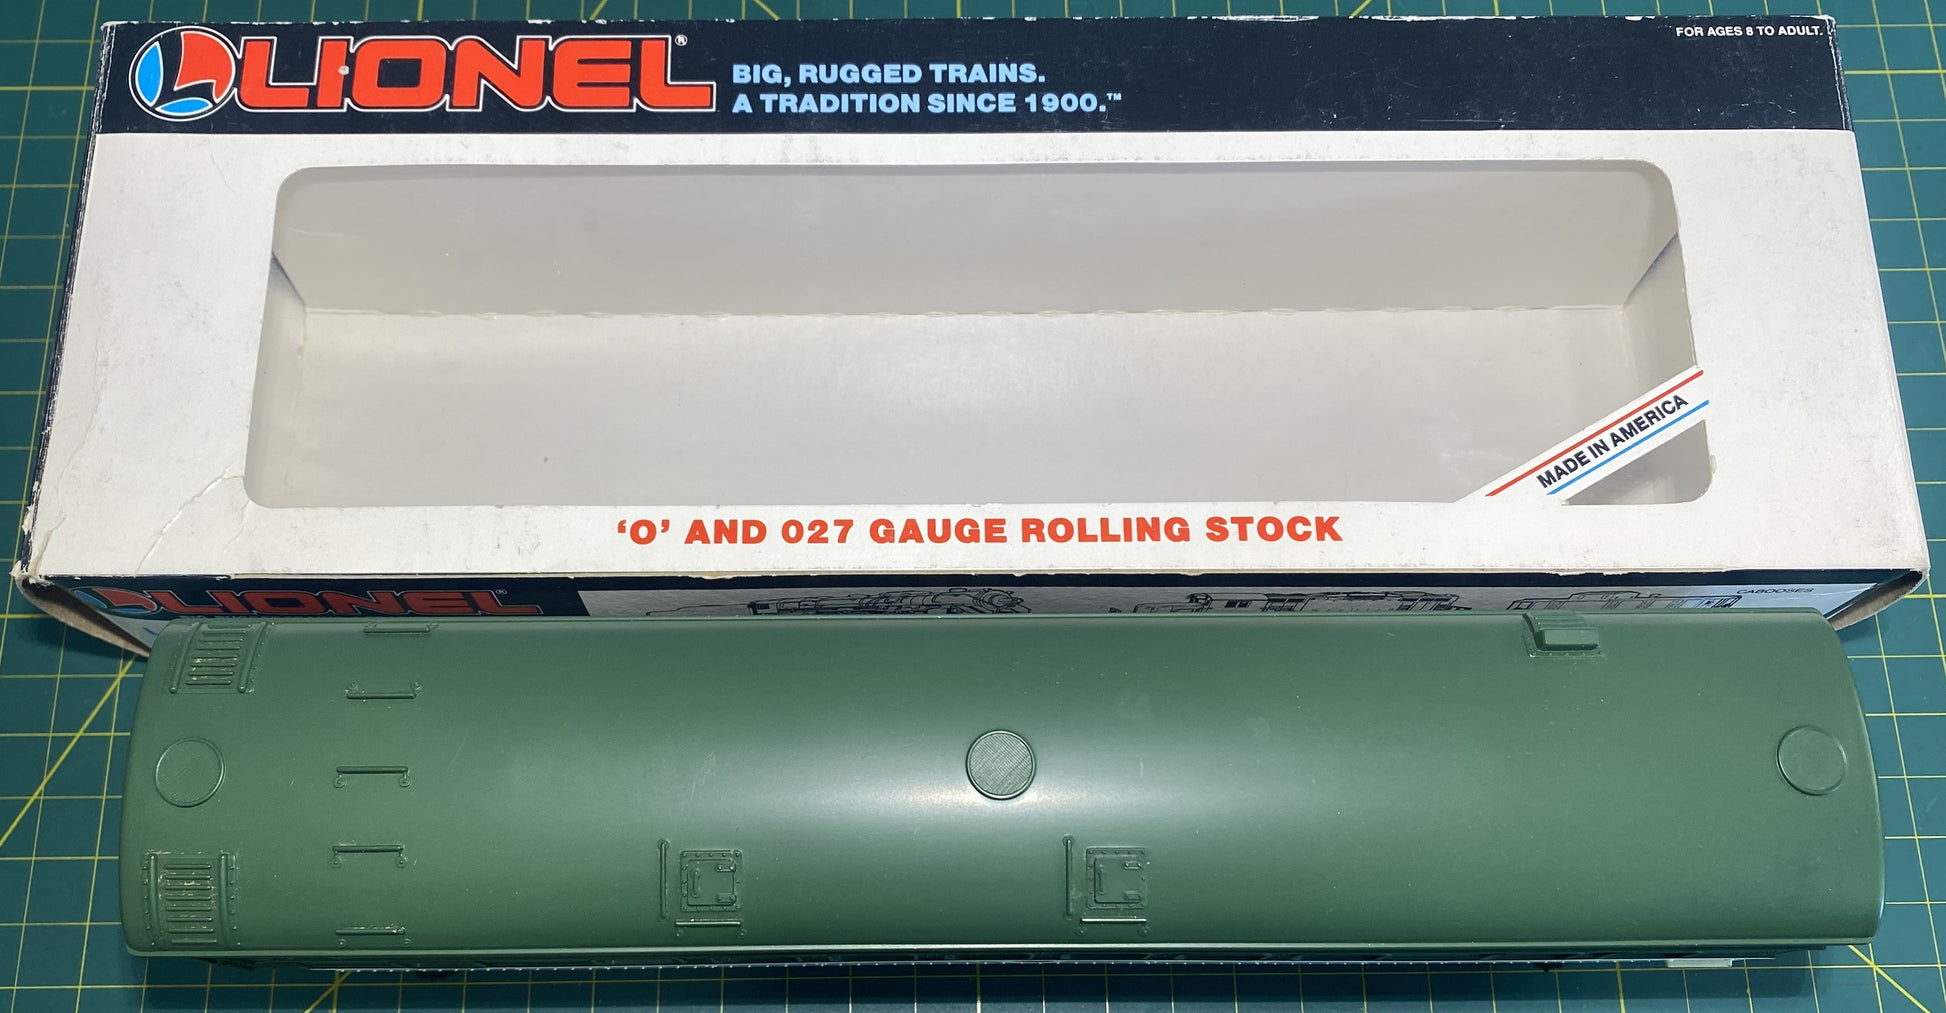 LIONEL®
BIG, RUGGED TRAINS.
A TRADITION SINCE 1900.™
FOR AGES 8 TO ADULT.
MADE IN AMERICA
‘O’ AND 027 GAUGE ROLLING STOCK
LIONEL®
CABOOSES